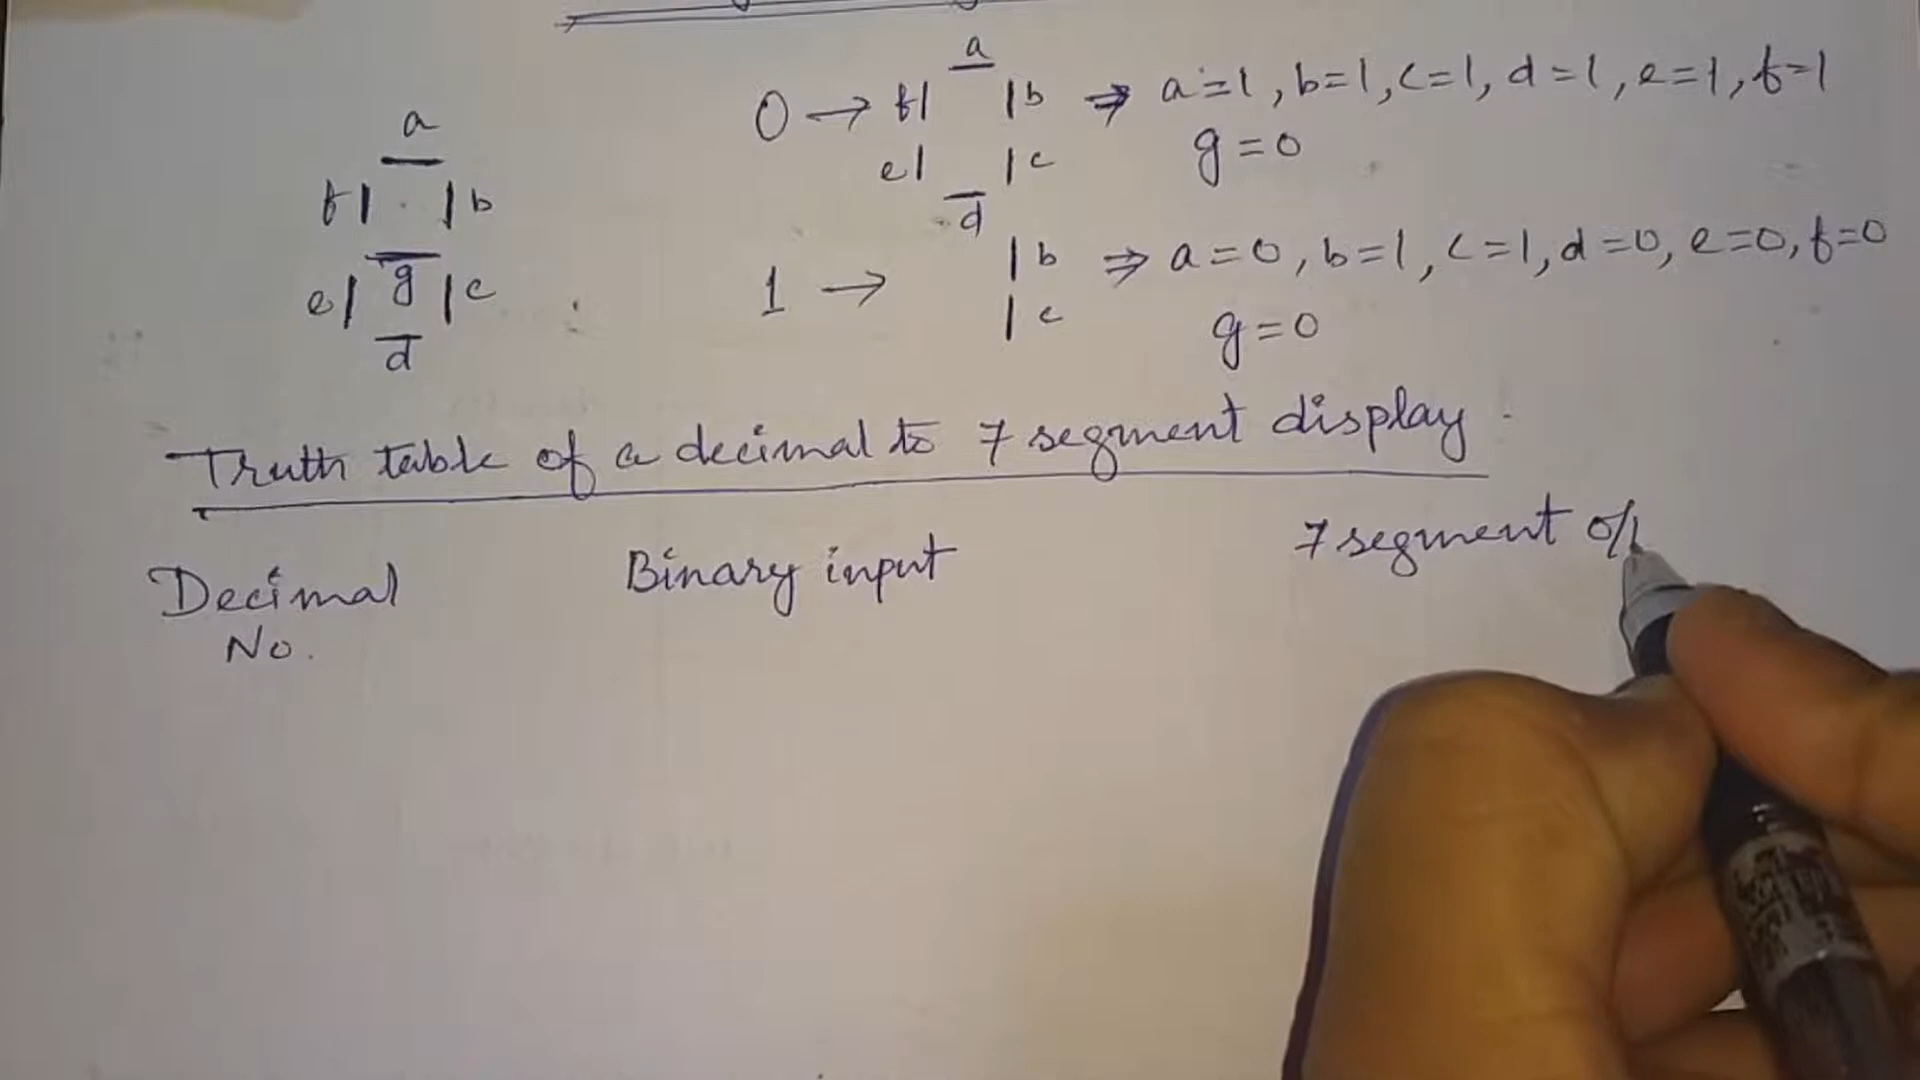 a
f| |b
g
e| |c
d
a
0 → f| |b ⇒ a=1, b=1, c=1, d=1, e=1, f=1
e| |c g=0
d
1 → |b ⇒ a=0, b=1, c=1, d=0, e=0, f=0
|c g=0
Truth table of a decimal to 7 segment display
Decimal Binary input 7 segment o/
No.